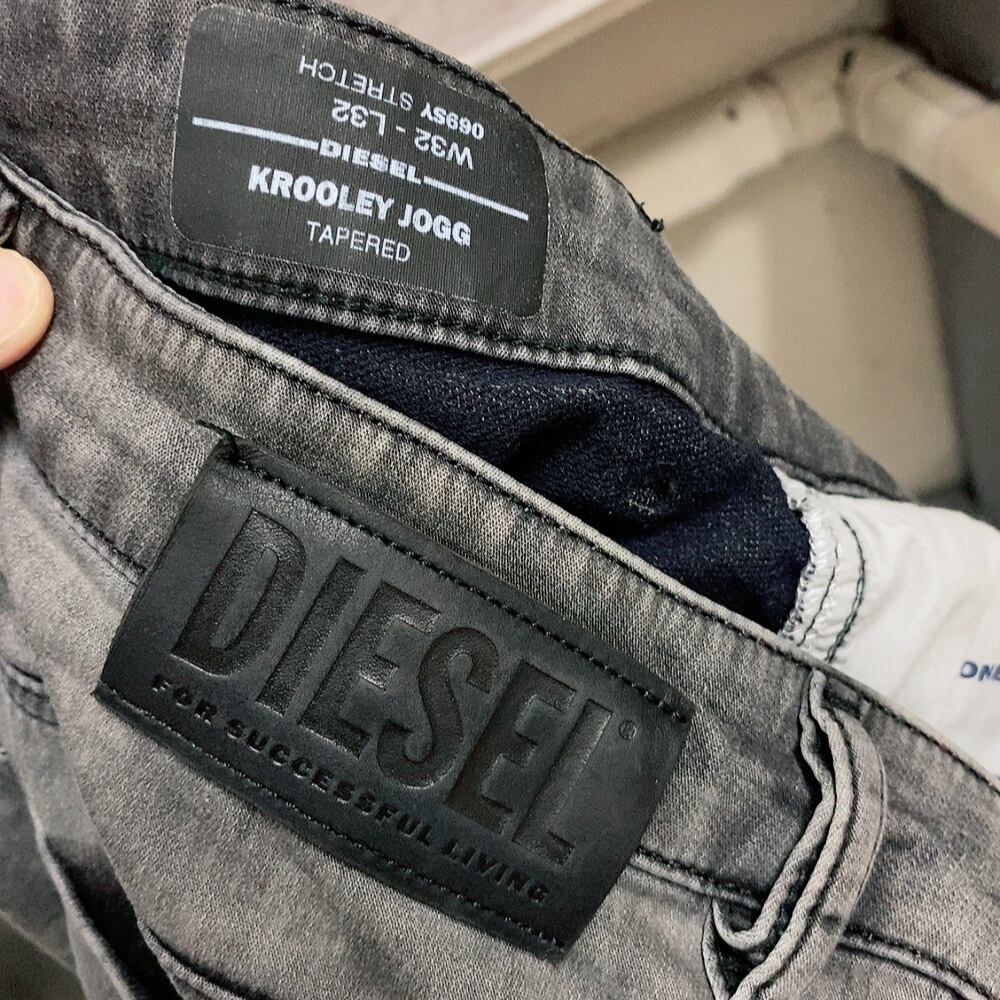 069SY STRETCH
W32 - L32
DIESEL
KROOLEY JOGG
TAPERED
DIESEL®
FOR SUCCESSFUL LIVING